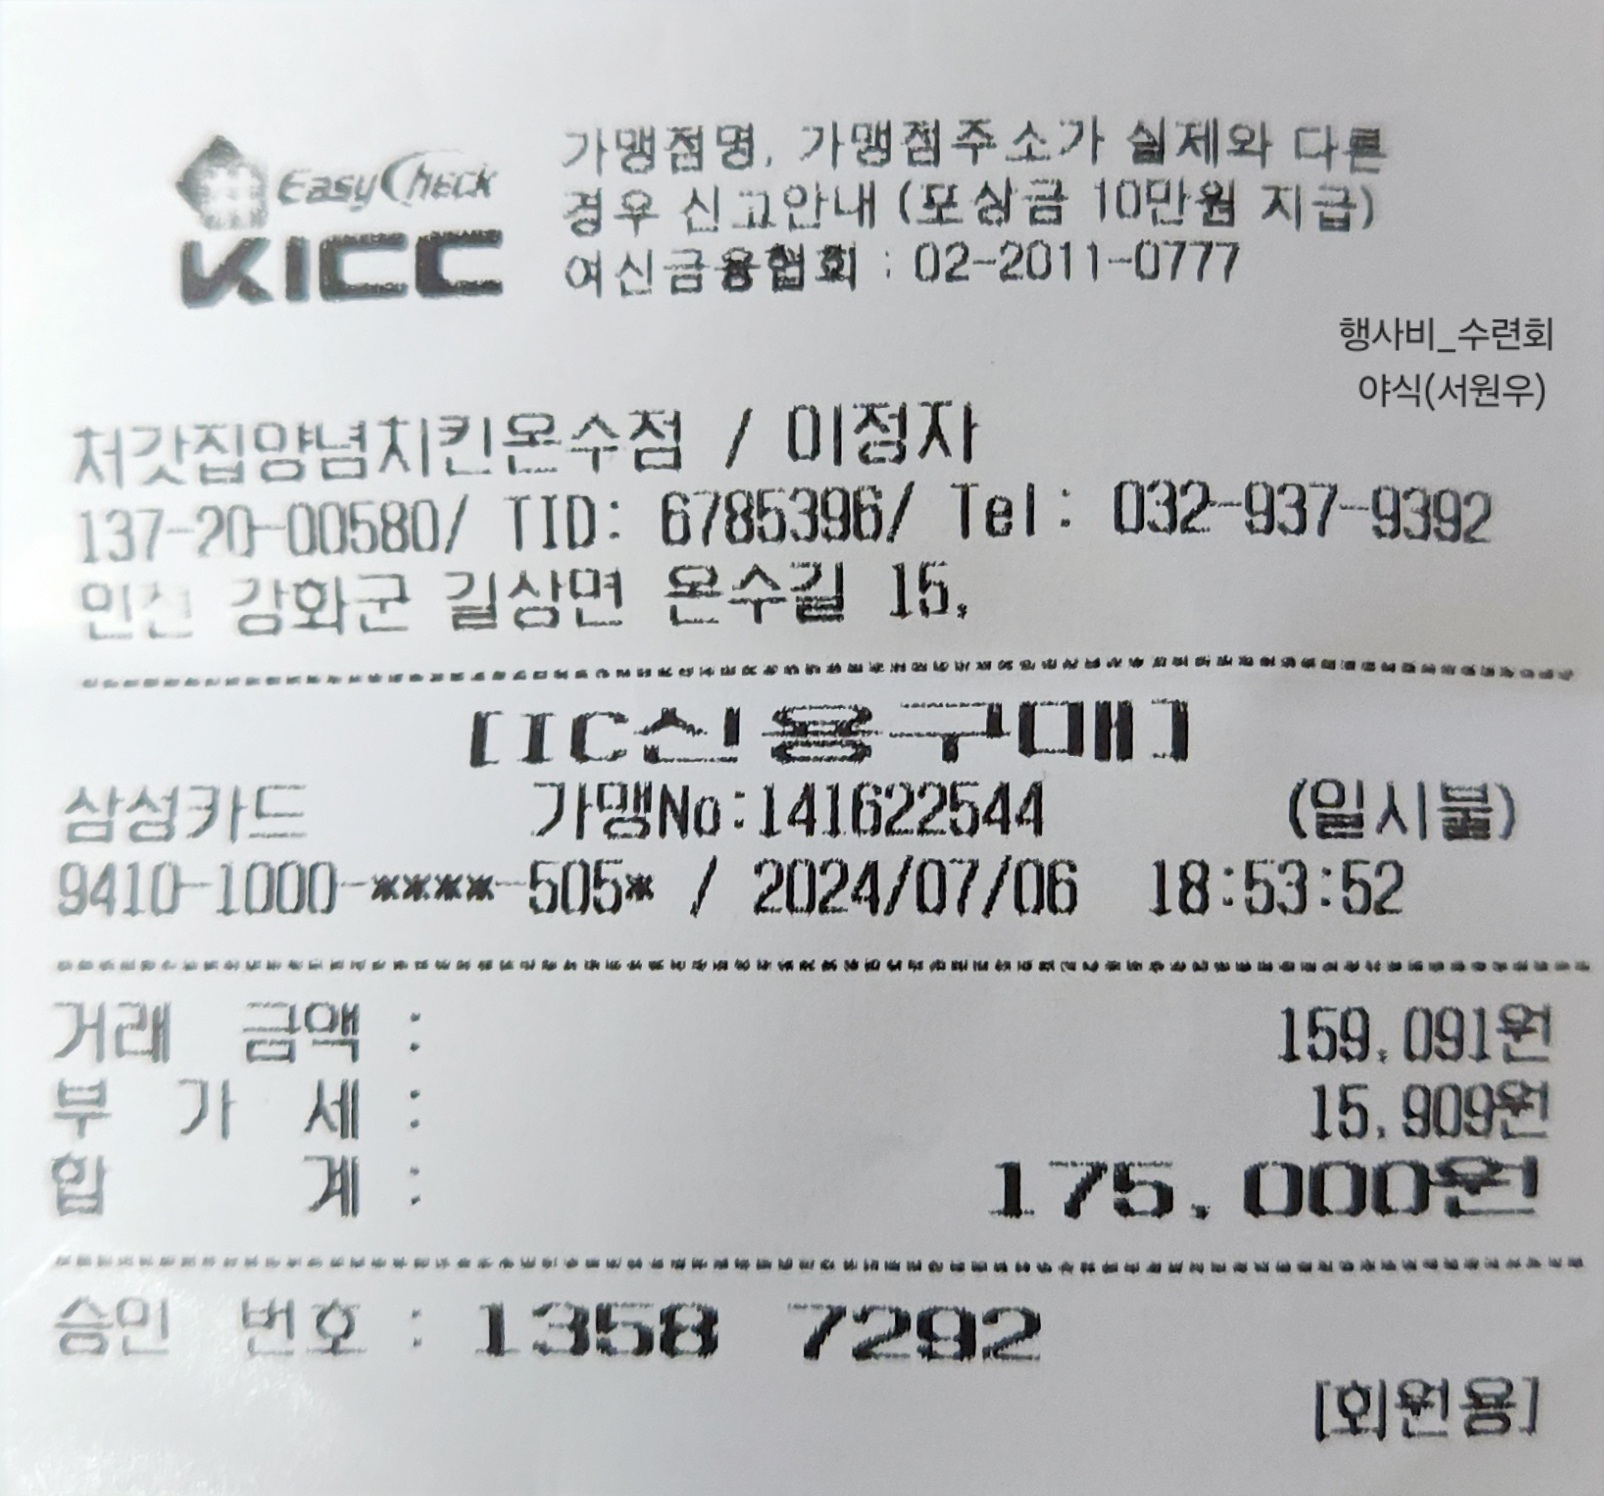 EasyCheck
KICC
가맹점명, 가맹점주소가 실제와 다른
경우 신고안내 (포상금 10만원 지급)
여신금융협회 : 02-2011-0777
행사비_수련회
야식(서원우)
처갓집양념치킨온수점 / 이정자
137-20-00580/ TID: 6785396/ Tel: 032-937-9392
인천 강화군 길상면 온수길 15,
[IC신용구매]
삼성카드 가맹No:141622544 (일시불)
9410-1000-****-505* / 2024/07/06 18:53:52
거래 금액 : 159,091원
부 가 세 : 15,909원
합 계 : 175,000원
승인 번호 : 1358 7292
[회원용]